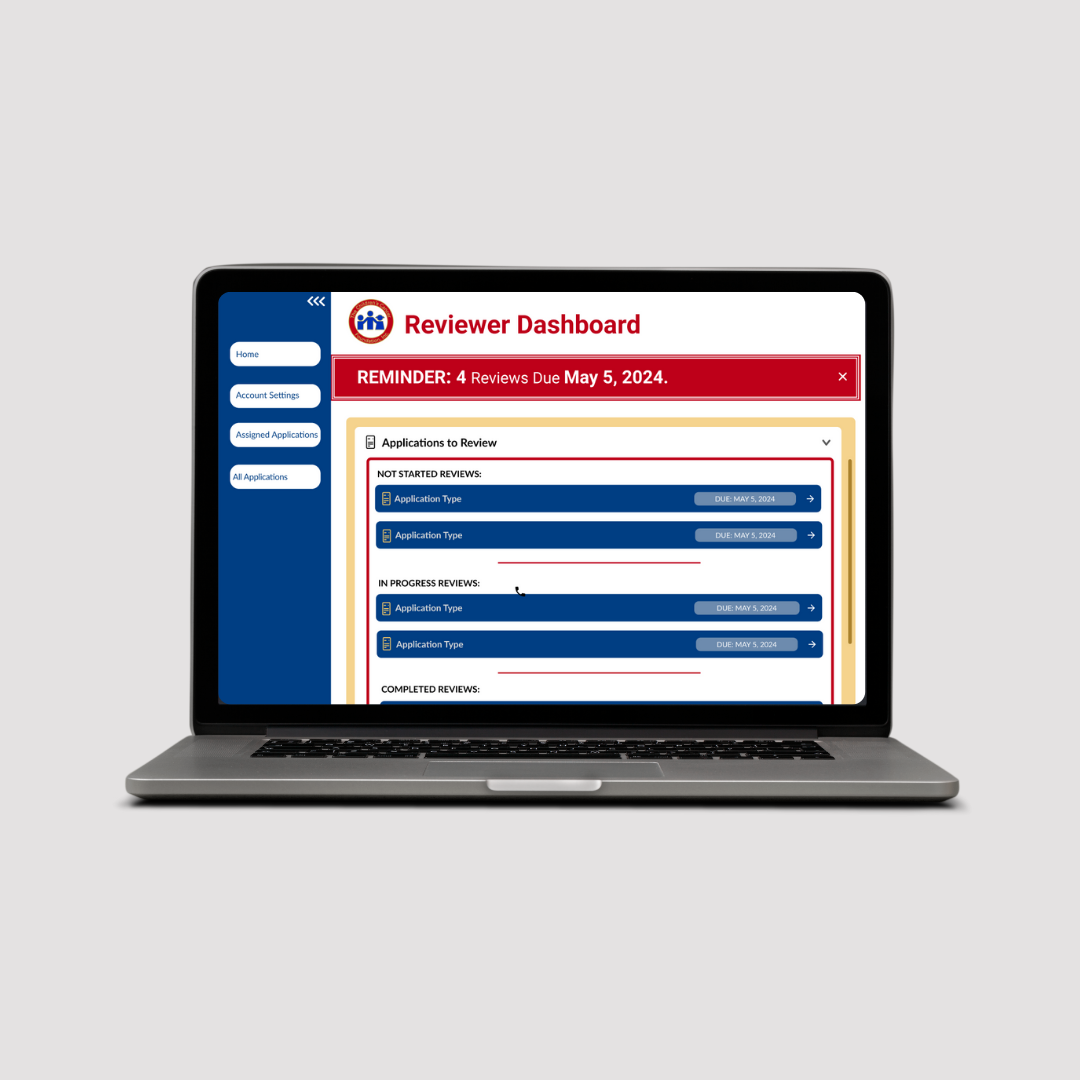 Home
Account Settings
Assigned Applications
All Applications
Reviewer Dashboard
REMINDER: 4 Reviews Due May 5, 2024.
Applications to Review
NOT STARTED REVIEWS:
Application Type
DUE: MAY 5, 2024
Application Type
DUE: MAY 5, 2024
IN PROGRESS REVIEWS:
Application Type
DUE: MAY 5, 2024
Application Type
DUE: MAY 5, 2024
COMPLETED REVIEWS: